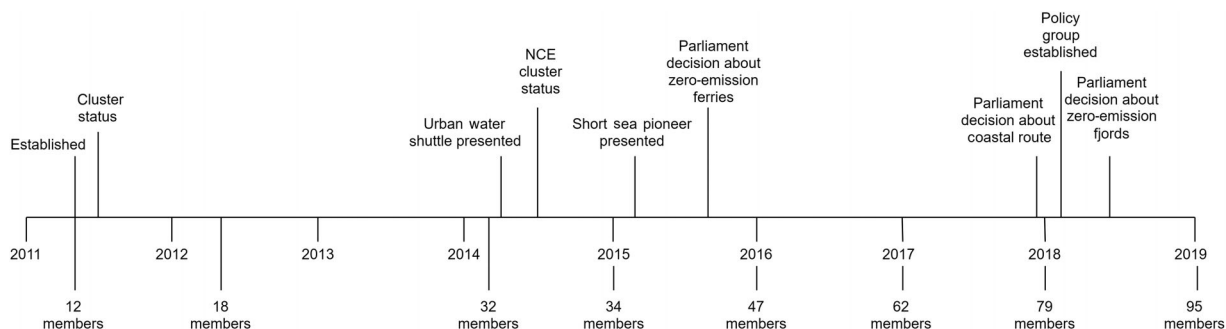 Established
Cluster
status
Urban water
shuttle presented
NCE
cluster
status
Short sea pioneer
presented
Parliament
decision about
zero-emission
ferries
Parliament
decision about
coastal route
Policy
group
established
Parliament
decision about
zero-emission
fjords
2011
2012
2013
2014
2015
2016
2017
2018
2019
12
members
18
members
32
members
34
members
47
members
62
members
79
members
95
members